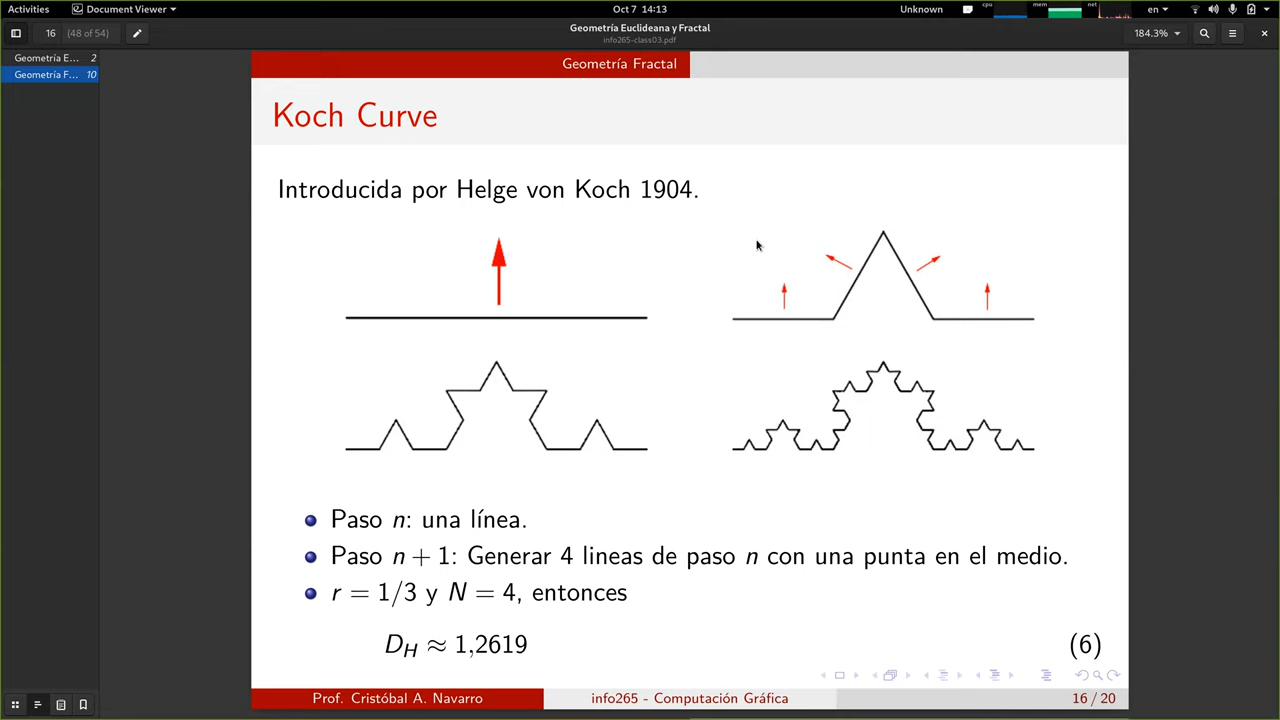 Activities
Document Viewer
Oct 7 14:13
Unknown
cpu
mem
net
en
16
(48 of 54)
Geometría Euclideana y Fractal
info265-class03.pdf
184.3%
Geometría E... 2
Geometría F... 10
Geometría Fractal
Koch Curve
Introducida por Helge von Koch 1904.
Paso n: una línea.
Paso n + 1: Generar 4 lineas de paso n con una punta en el medio.
r = 1/3 y N = 4, entonces
D_H ≈ 1,2619 (6)
Prof. Cristóbal A. Navarro
info265 - Computación Gráfica
16 / 20